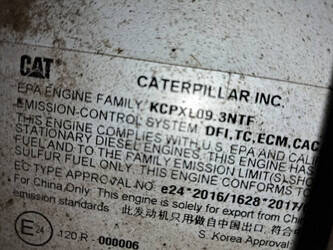 CAT
CATERPILLAR INC.
EPA ENGINE FAMILY KCPXL09.3NTF
EMISSION-CONTROL SYSTEM DFI,TC,ECM,CAC
THIS ENGINE COMPLIES WITH U.S. EPA AND CALI
STATIONARY DIESEL ENGINES. THIS ENGINE HAS
FUEL AND TO THE FAMILY EMISSION LIMIT(S) SHO
SULFUR FUEL ONLY! THIS ENGINE CONFORMS T
EC TYPE APPROVAL NO. e24*2016/1628*2017/
For China Only: This engine is solely for export from China
emission standards 此发动机只用做自中国出口 符合
E 24
120 R - 000006
S. Korea Approval